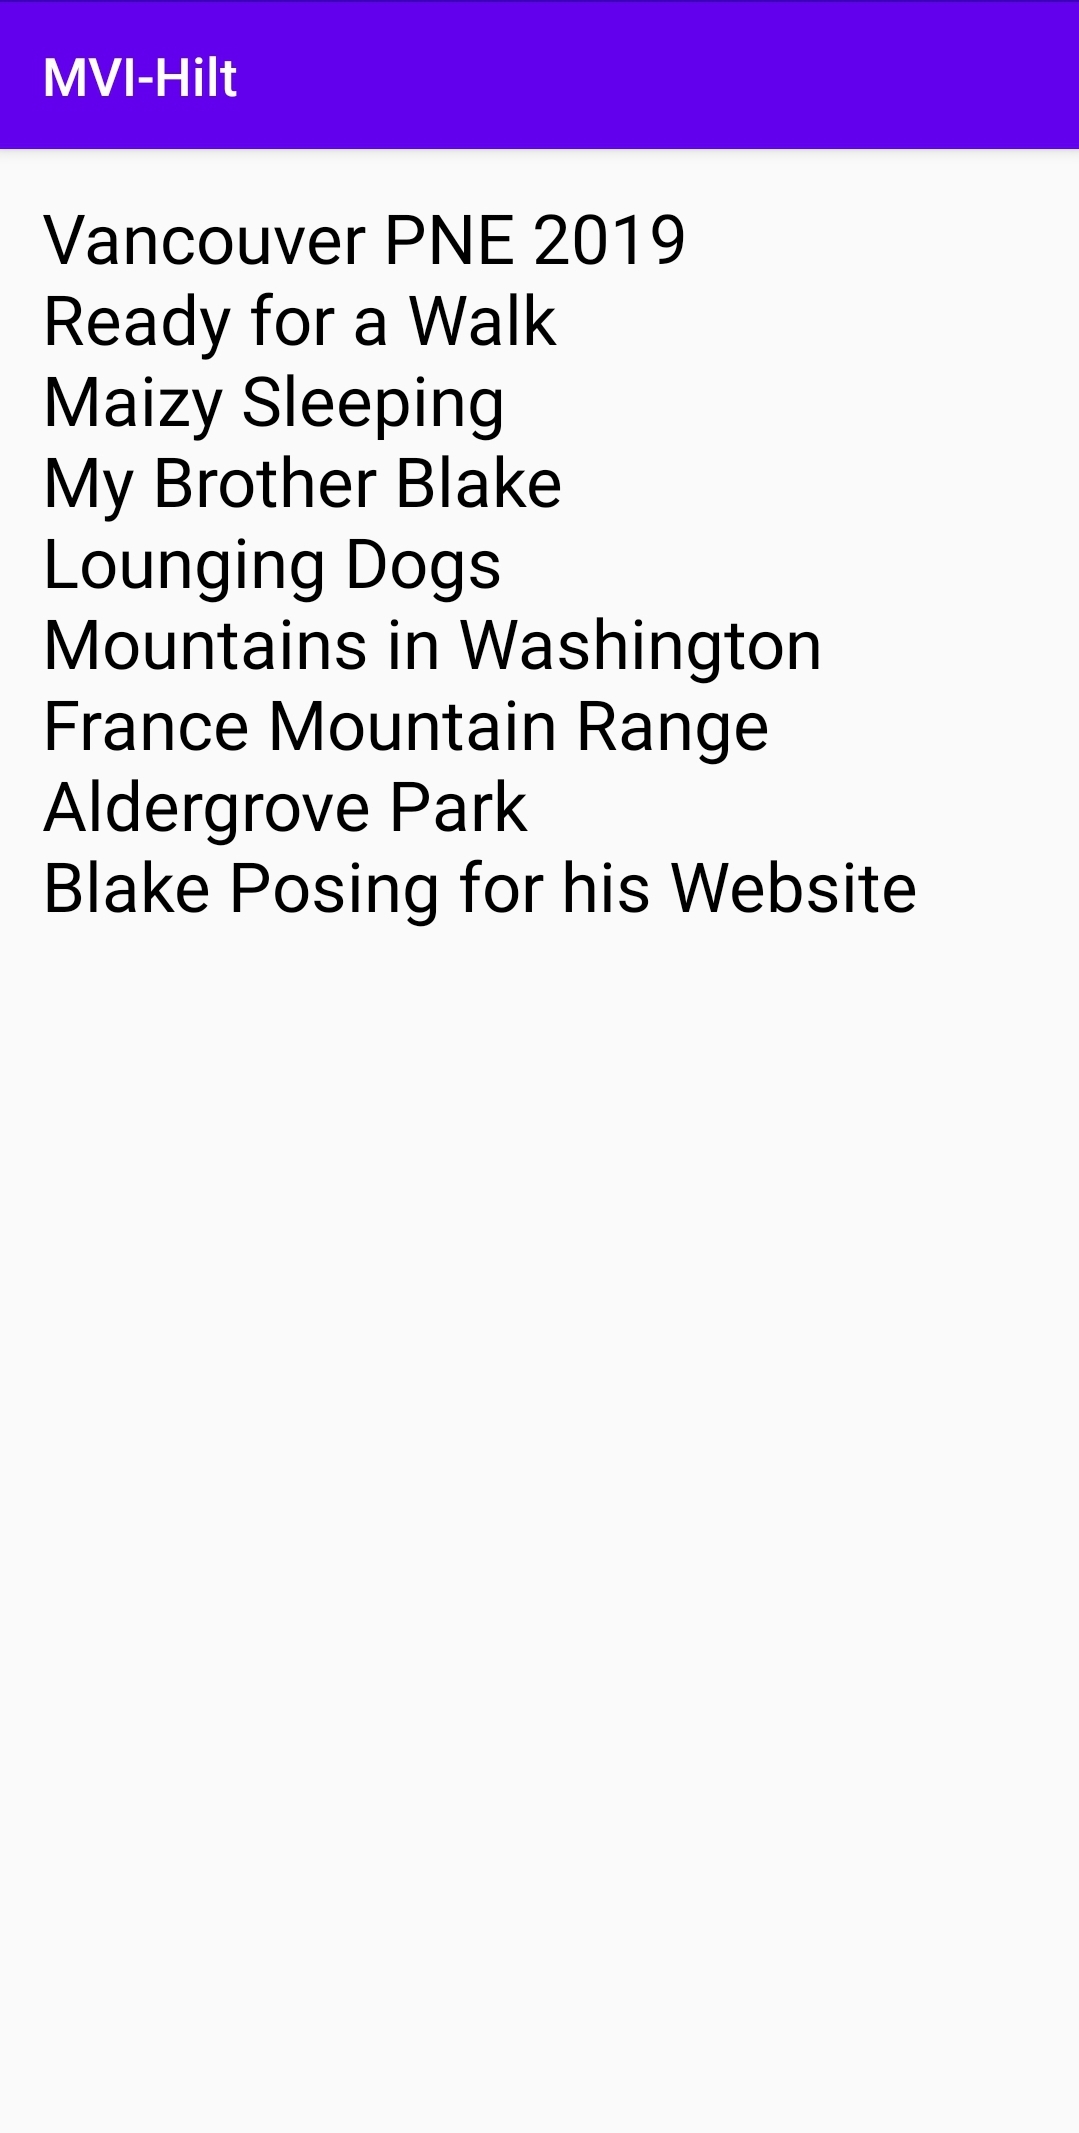 MVI-Hilt
Vancouver PNE 2019
Ready for a Walk
Maizy Sleeping
My Brother Blake
Lounging Dogs
Mountains in Washington
France Mountain Range
Aldergrove Park
Blake Posing for his Website